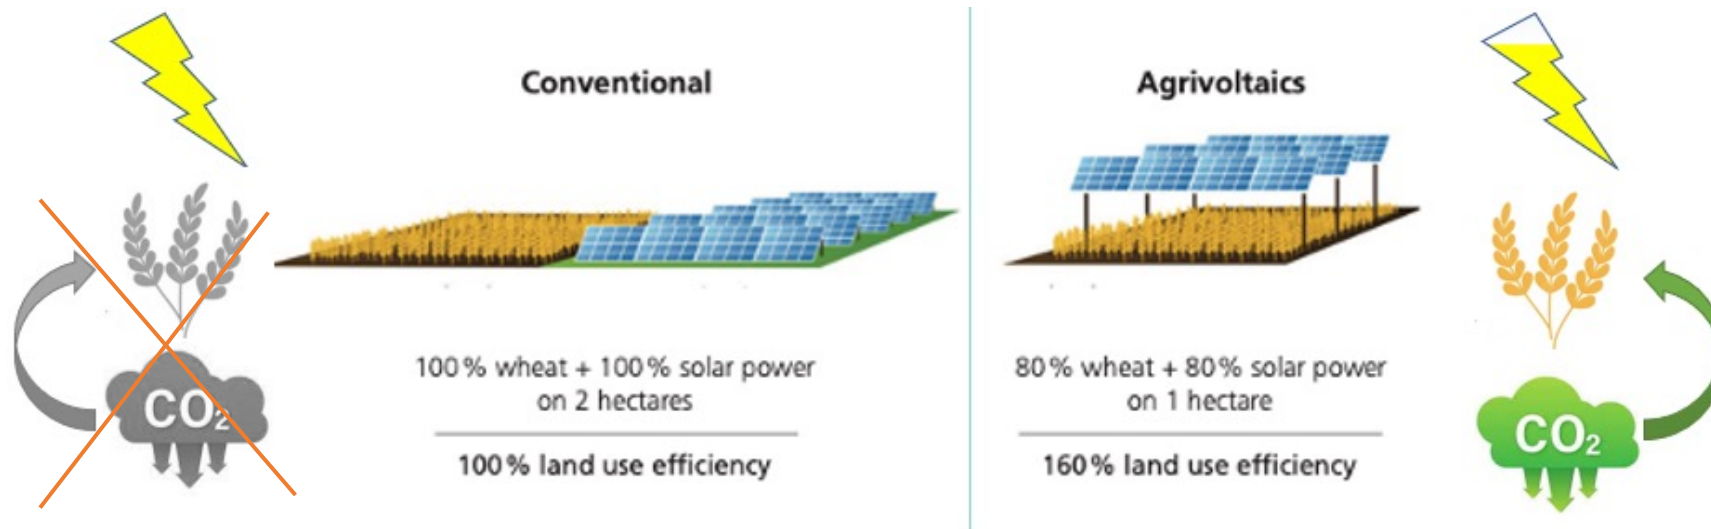 Conventional
100 % wheat + 100 % solar power
on 2 hectares
100 % land use efficiency
CO₂
Agrivoltaics
80 % wheat + 80 % solar power
on 1 hectare
160 % land use efficiency
CO₂